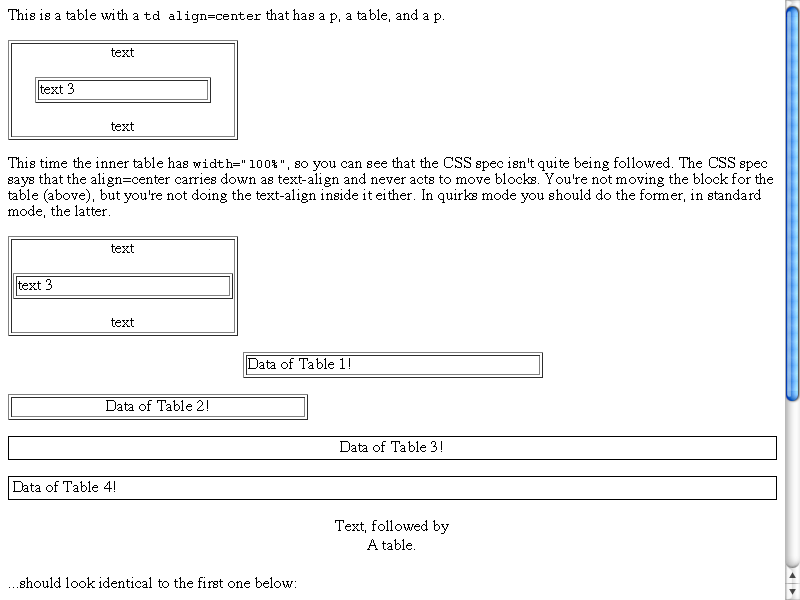 This is a table with a td align=center that has a p, a table, and a p.
text
text 3
text
This time the inner table has width="100%", so you can see that the CSS spec isn't quite being followed. The CSS spec
says that the align=center carries down as text-align and never acts to move blocks. You're not moving the block for the
table (above), but you're not doing the text-align inside it either. In quirks mode you should do the former, in standard
mode, the latter.
text
text 3
text
Data of Table 1!
Data of Table 2!
Data of Table 3!
Data of Table 4!
Text, followed by
A table.
...should look identical to the first one below: